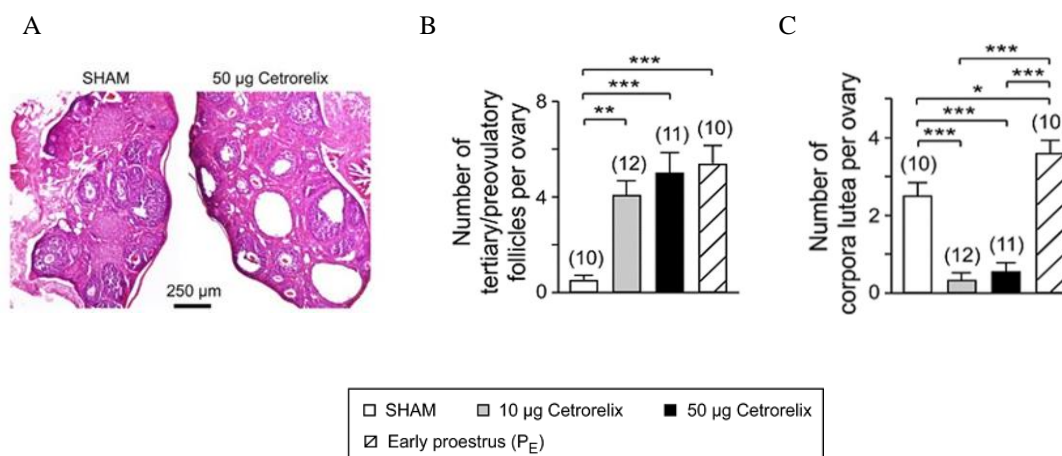 A
SHAM
50 µg Cetrorelix
250 µm
B
Number of
tertiary/preovulatory
follicles per ovary
8
4
0
(10)
(12)
(11)
(10)
**
***
***
C
Number of
corpora lutea per ovary
4
2
0
(10)
(12)
(11)
(10
***
***
*
***
***
SHAM
10 µg Cetrorelix
50 µg Cetrorelix
Early proestrus (PE)